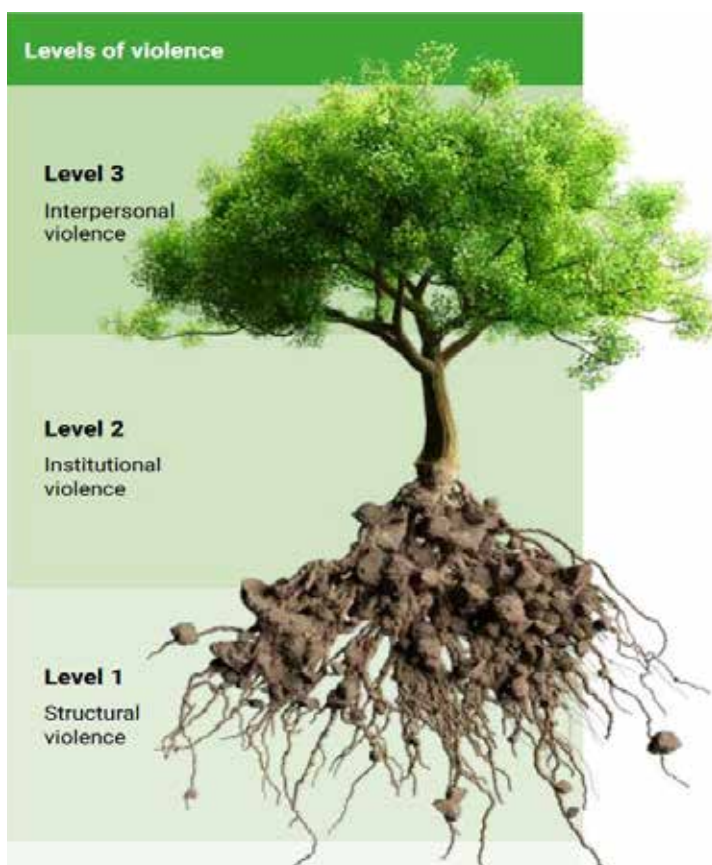 Levels of violence
Level 3
Interpersonal
violence
Level 2
Institutional
violence
Level 1
Structural
violence